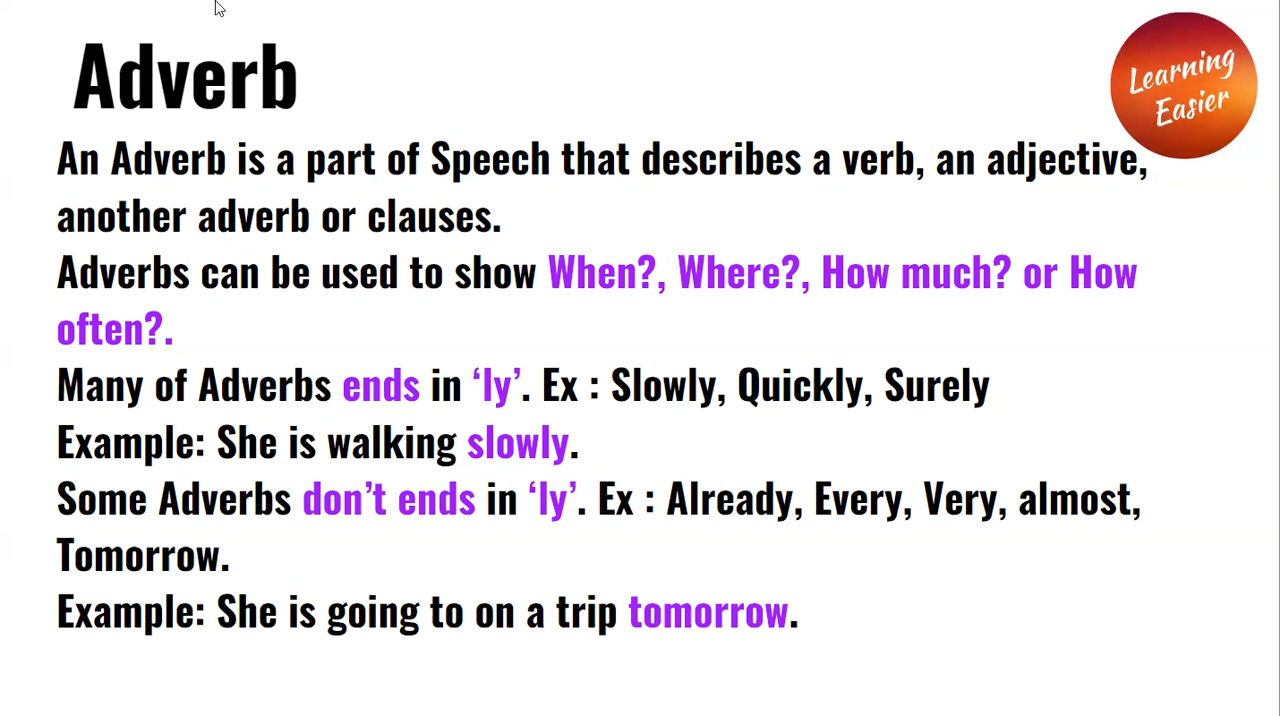 Adverb
Learning
Easier
An Adverb is a part of Speech that describes a verb, an adjective,
another adverb or clauses.
Adverbs can be used to show When?, Where?, How much? or How
often?.
Many of Adverbs ends in ‘ly’. Ex : Slowly, Quickly, Surely
Example: She is walking slowly.
Some Adverbs don’t ends in ‘ly’. Ex : Already, Every, Very, almost,
Tomorrow.
Example: She is going to on a trip tomorrow.